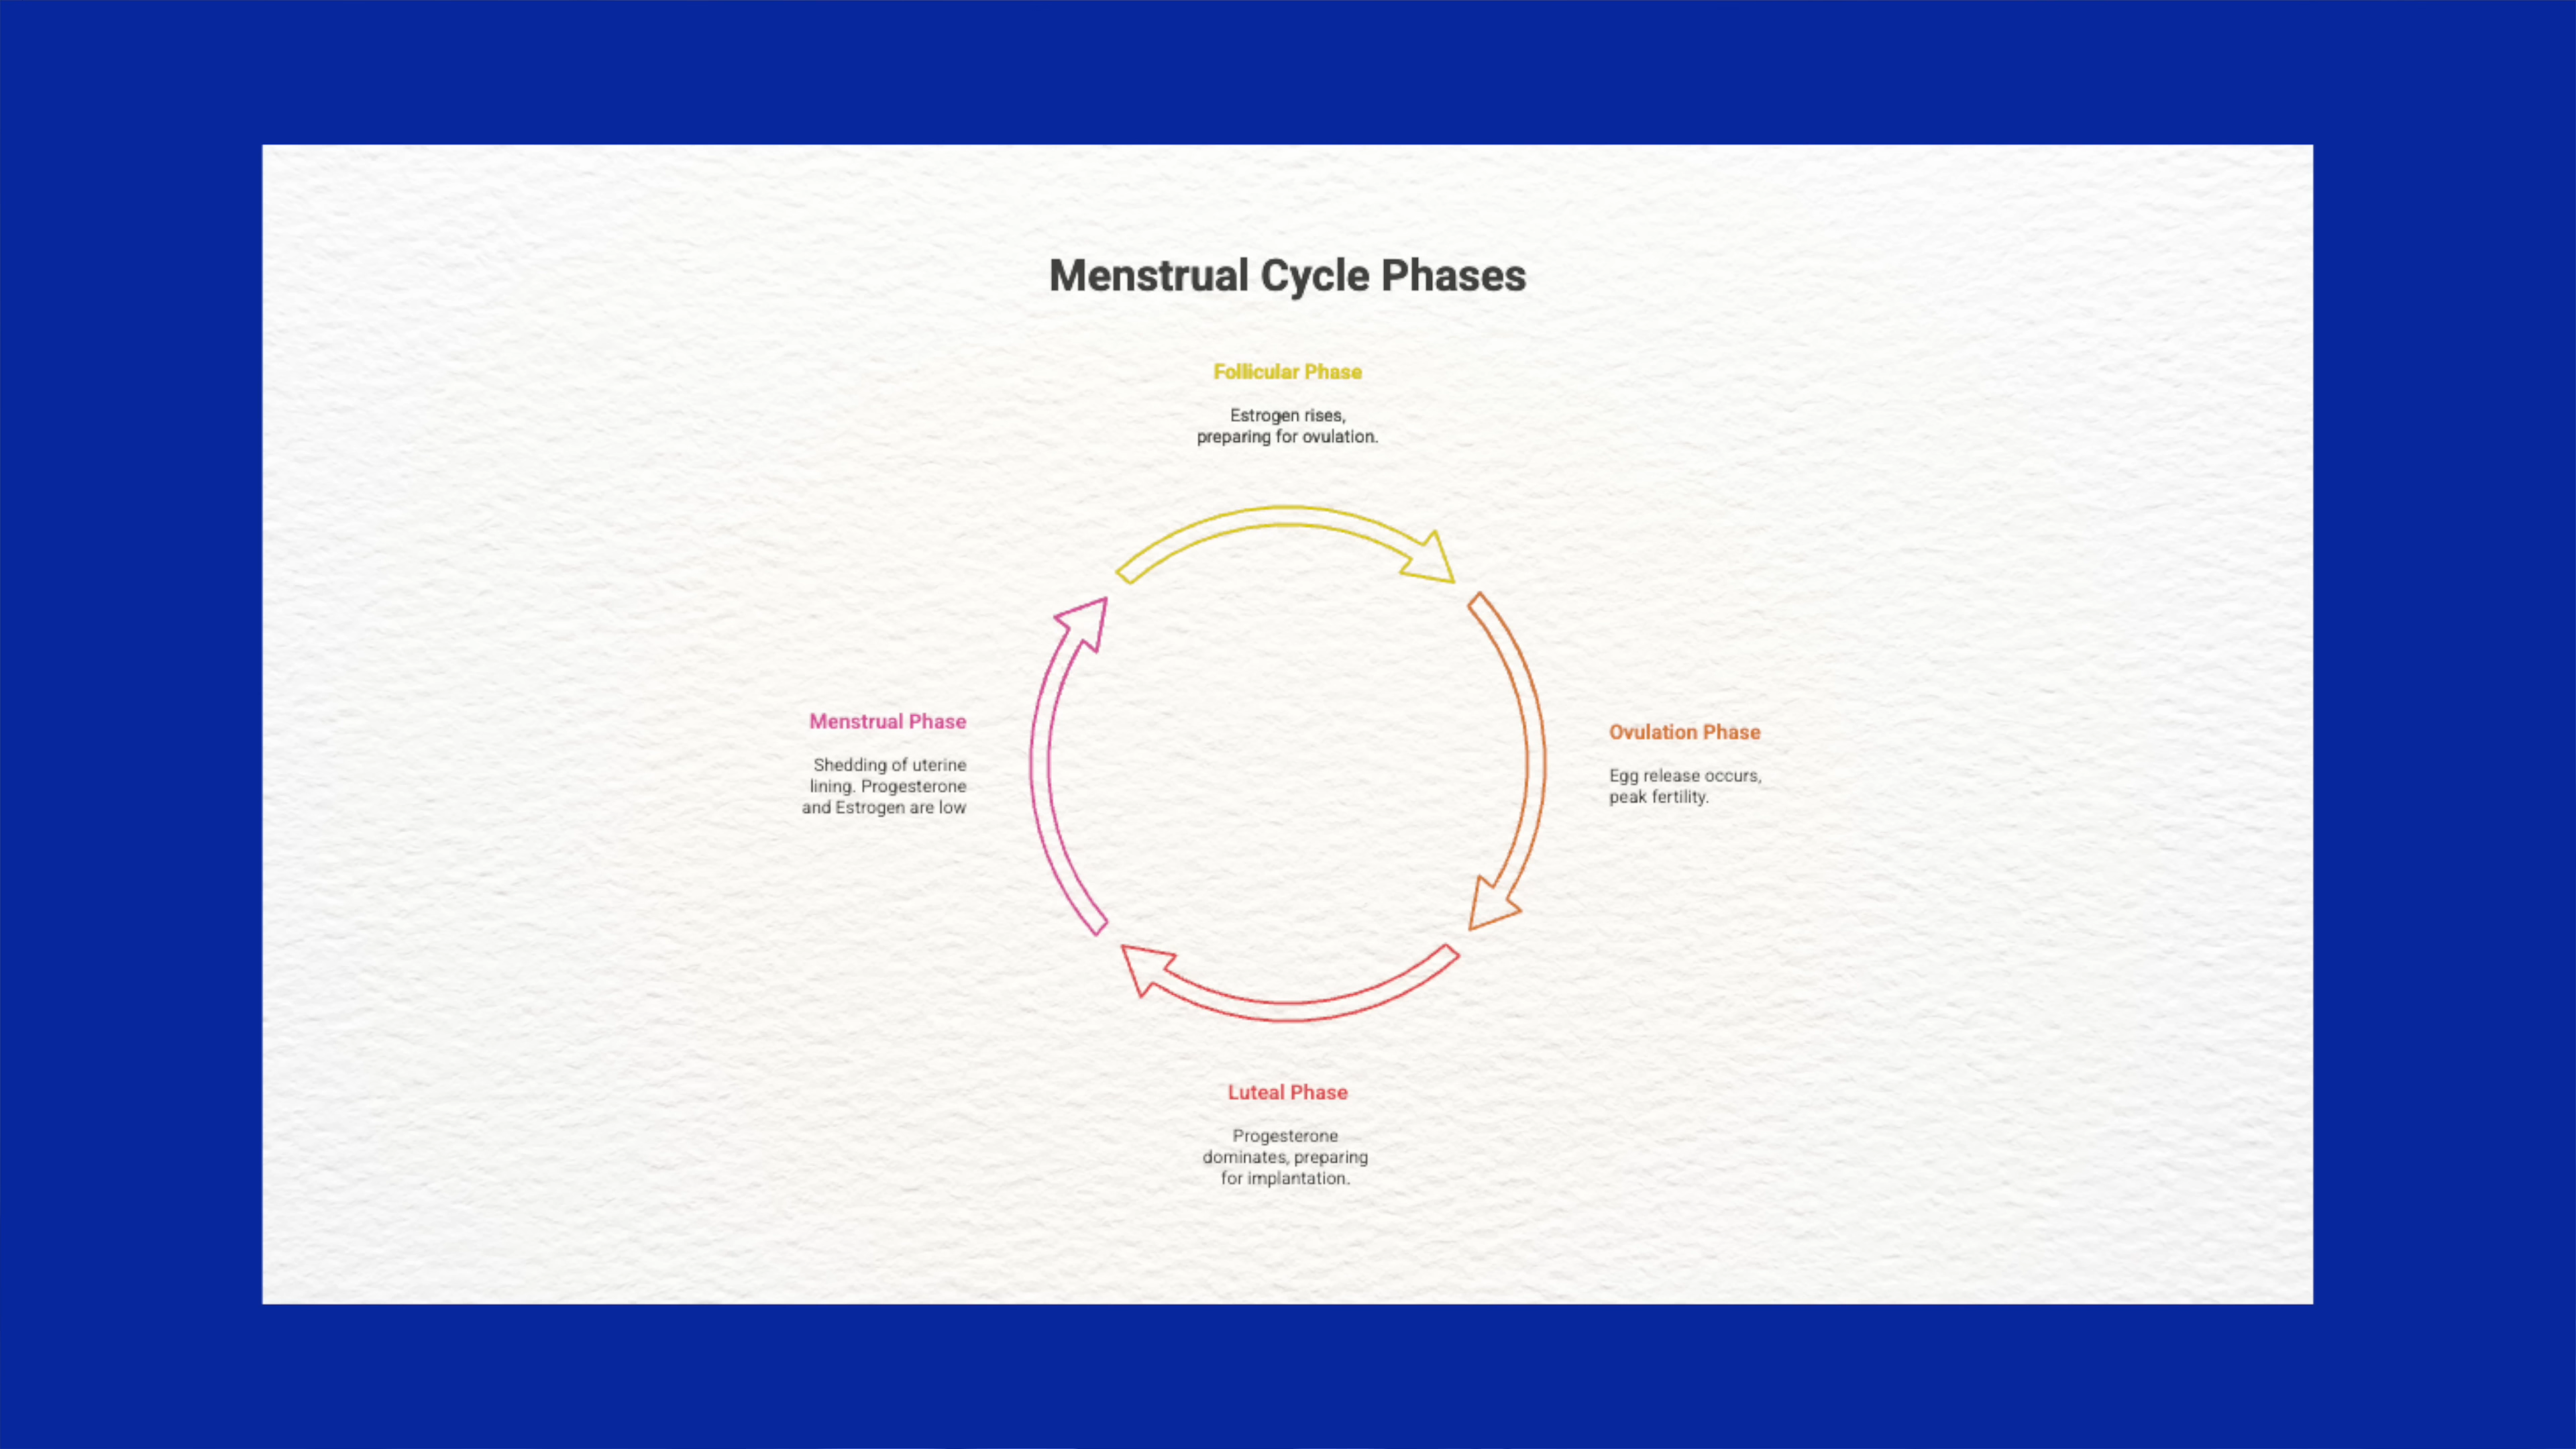 Menstrual Cycle Phases
Follicular Phase
Estrogen rises,
preparing for ovulation.
Ovulation Phase
Egg release occurs,
peak fertility.
Luteal Phase
Progesterone
dominates, preparing
for implantation.
Menstrual Phase
Shedding of uterine
lining. Progesterone
and Estrogen are low